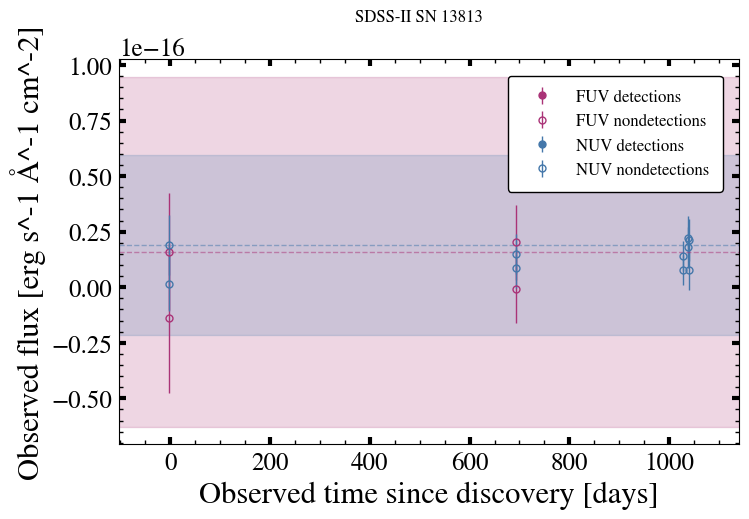 SDSS-II SN 13813
1e−16
Observed flux [erg s^-1 Å^-1 cm^-2]
1.00
0.75
0.50
0.25
0.00
−0.25
−0.50
FUV detections
FUV nondetections
NUV detections
NUV nondetections
0 200 400 600 800 1000
Observed time since discovery [days]